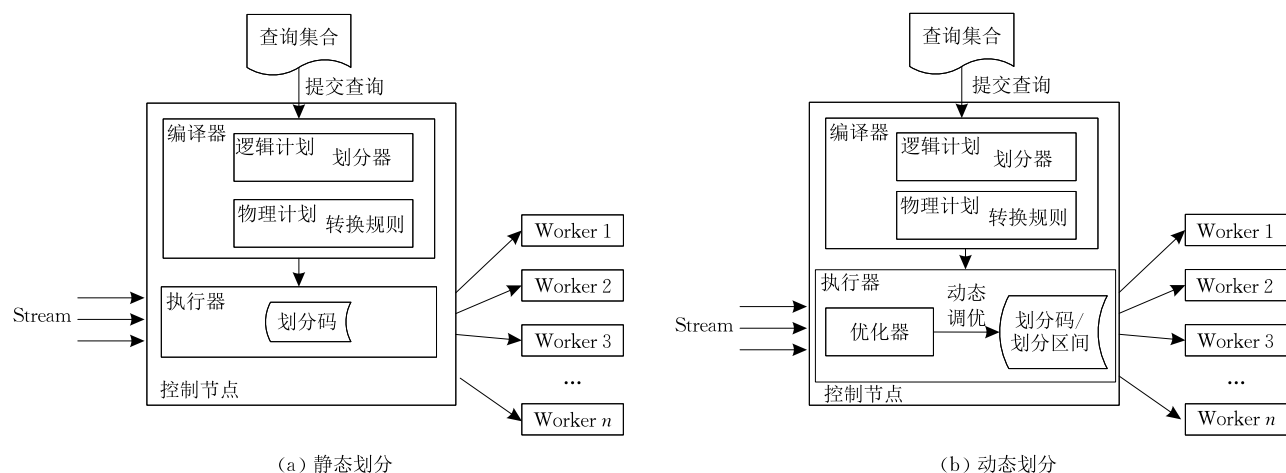 查询集合
提交查询
编译器
逻辑计划
划分器
物理计划
转换规则
执行器
划分码
控制节点
Stream
Worker 1
Worker 2
Worker 3
...
Worker n
(a) 静态划分
查询集合
提交查询
编译器
逻辑计划
划分器
物理计划
转换规则
执行器
优化器
动态
调优
划分码/
划分区间
控制节点
Stream
Worker 1
Worker 2
Worker 3
...
Worker n
(b) 动态划分